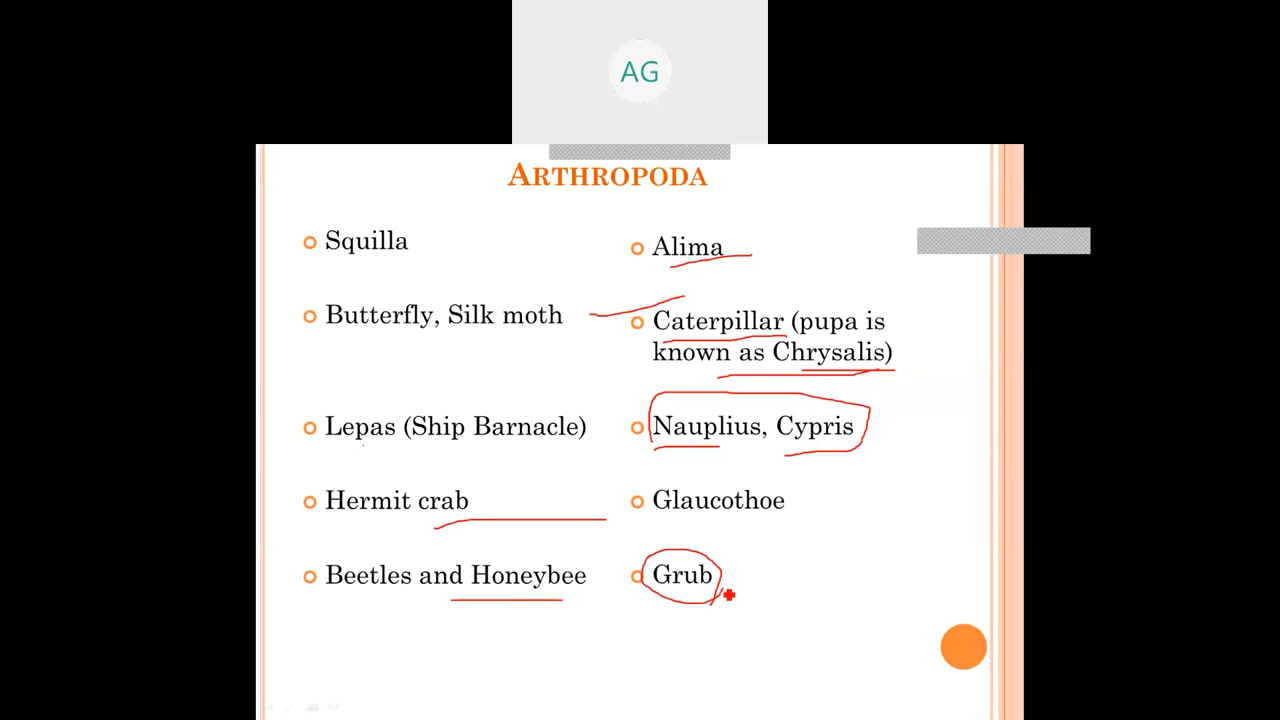 AG
ARTHROPODA
Squilla
Alima
Butterfly, Silk moth
Caterpillar (pupa is
known as Chrysalis)
Lepas (Ship Barnacle)
Nauplius, Cypris
Hermit crab
Glaucothoe
Beetles and Honeybee
Grub